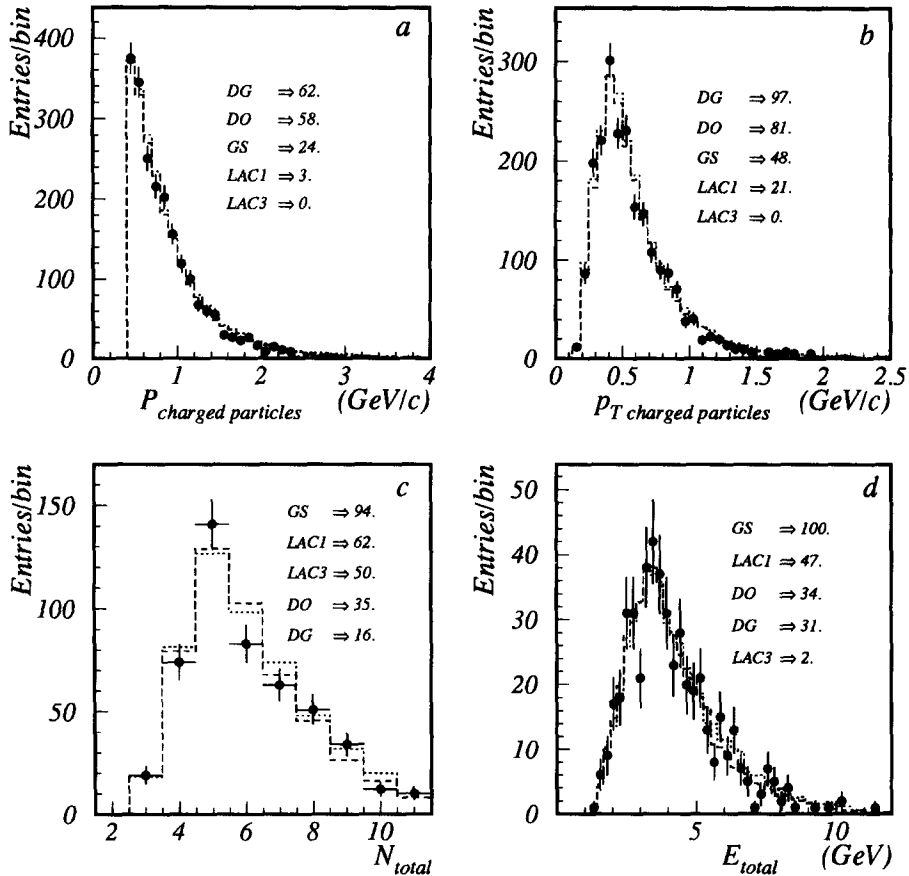 Entries/bin
400
300
200
100
0
a
DG ⇒ 62.
DO ⇒ 58.
GS ⇒ 24.
LAC1 ⇒ 3.
LAC3 ⇒ 0.
0 1 2 3 4
P charged particles (GeV/c)
Entries/bin
300
200
100
0
b
DG ⇒ 97.
DO ⇒ 81.
GS ⇒ 48.
LAC1 ⇒ 21.
LAC3 ⇒ 0.
0 0.5 1 1.5 2 2.5
p T charged particles (GeV/c)
Entries/bin
150
100
50
0
c
GS ⇒ 94.
LAC1 ⇒ 62.
LAC3 ⇒ 50.
DO ⇒ 35.
DG ⇒ 16.
2 4 6 8 10
N total
Entries/bin
50
40
30
20
10
0
d
GS ⇒ 100.
LAC1 ⇒ 47.
DO ⇒ 34.
DG ⇒ 31.
LAC3 ⇒ 2.
5 10
E total (GeV)